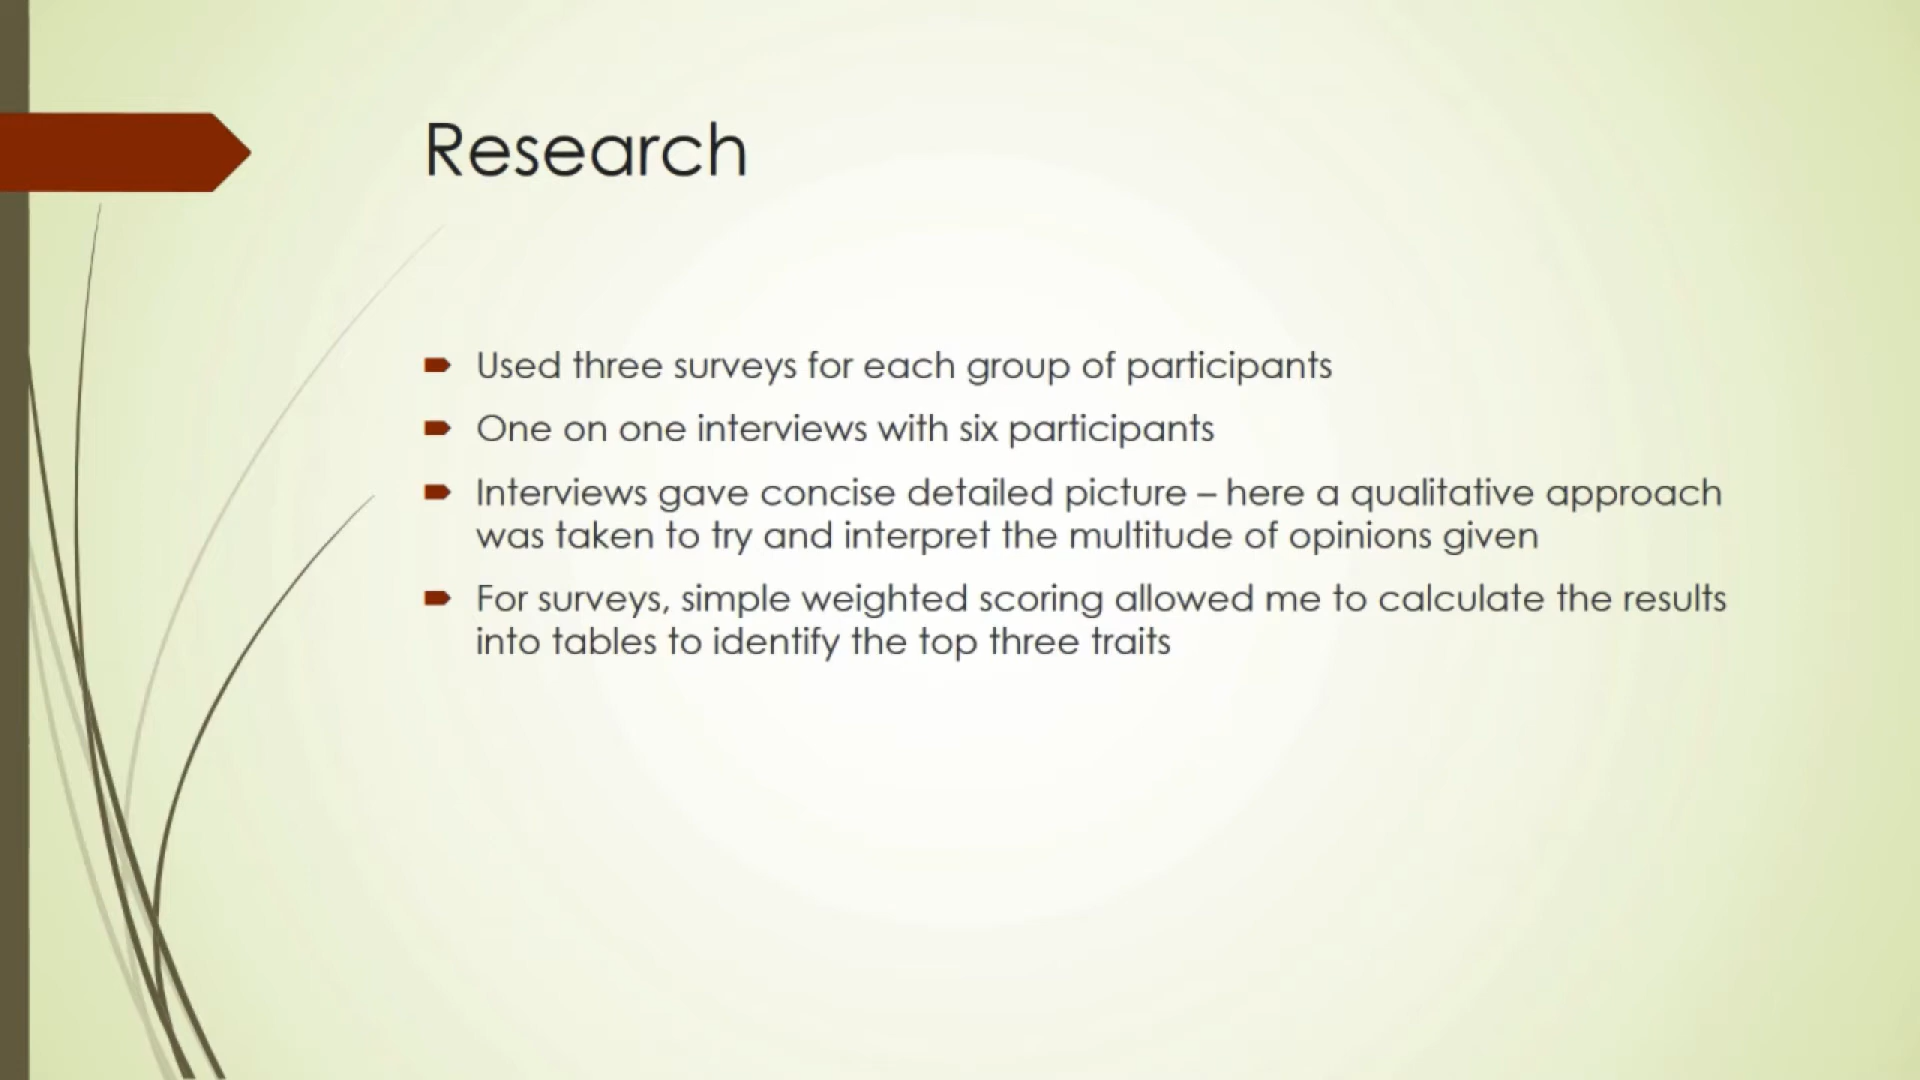 Research
Used three surveys for each group of participants
One on one interviews with six participants
Interviews gave concise detailed picture – here a qualitative approach
was taken to try and interpret the multitude of opinions given
For surveys, simple weighted scoring allowed me to calculate the results
into tables to identify the top three traits